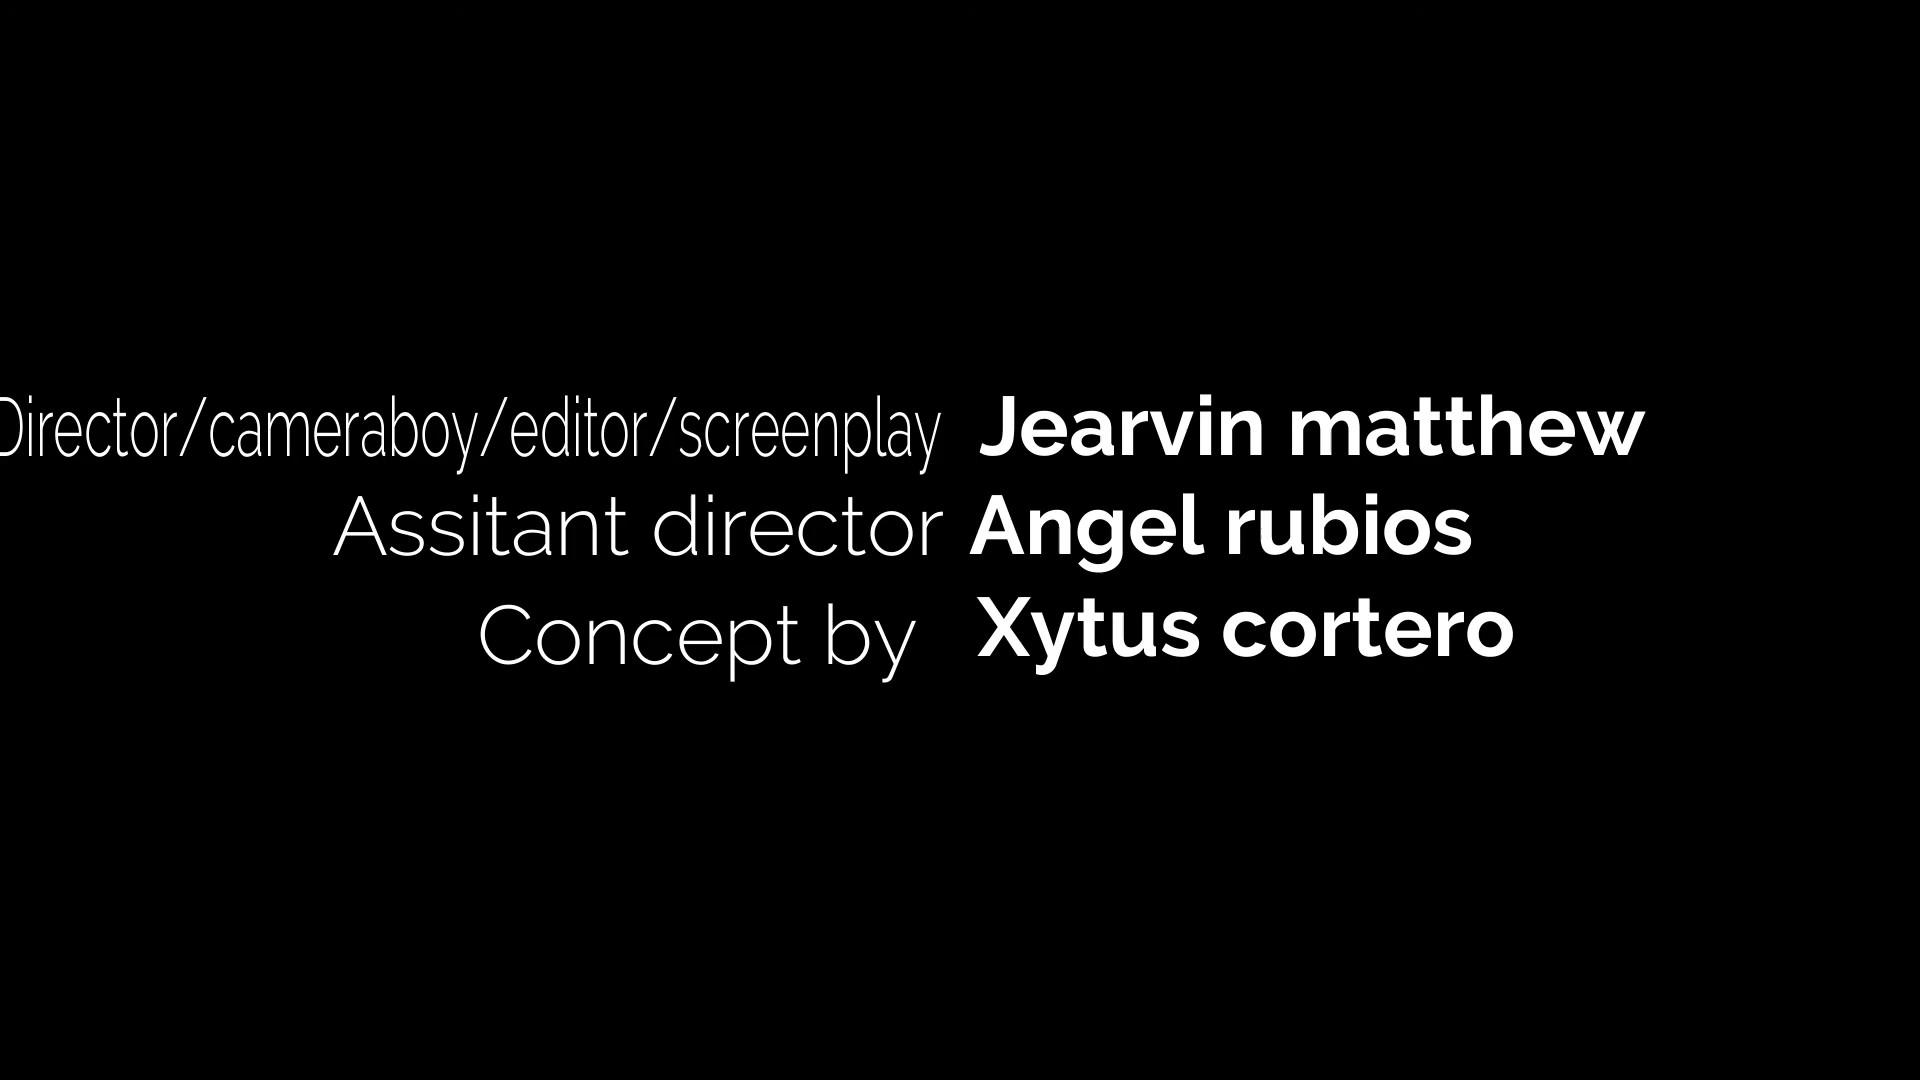 Director/cameraboy/editor/screenplay Jearvin matthew
Assitant director Angel rubios
Concept by Xytus cortero